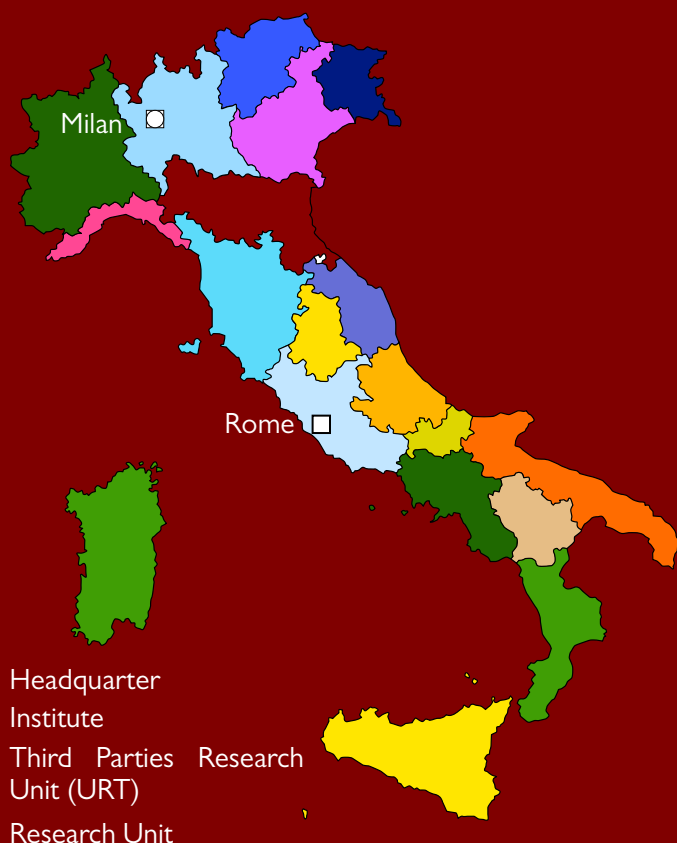 Milan
Rome
Headquarter
Institute
Third Parties Research
Unit (URT)
Research Unit